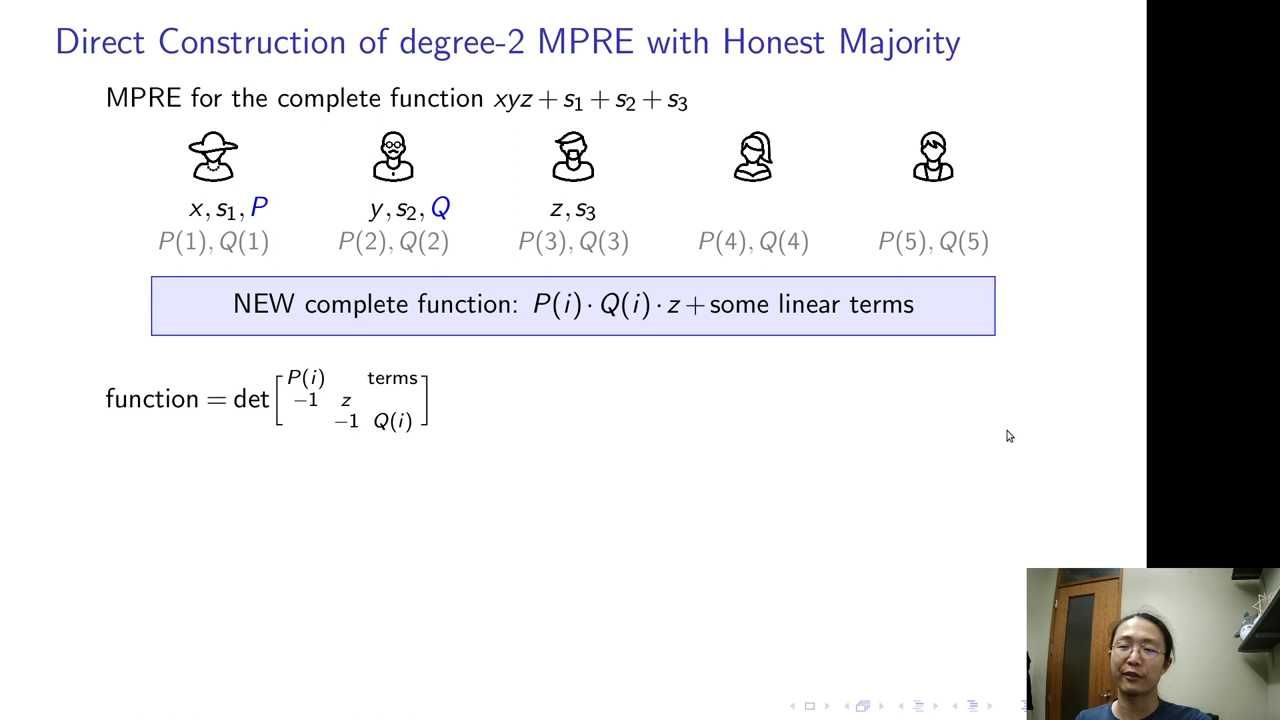 Direct Construction of degree-2 MPRE with Honest Majority
MPRE for the complete function xyz + s₁ + s₂ + s₃
x, s₁, P y, s₂, Q z, s₃
P(1), Q(1) P(2), Q(2) P(3), Q(3) P(4), Q(4) P(5), Q(5)
NEW complete function: P(i) · Q(i) · z + some linear terms
P(i) terms
function = det −1 z
−1 Q(i)